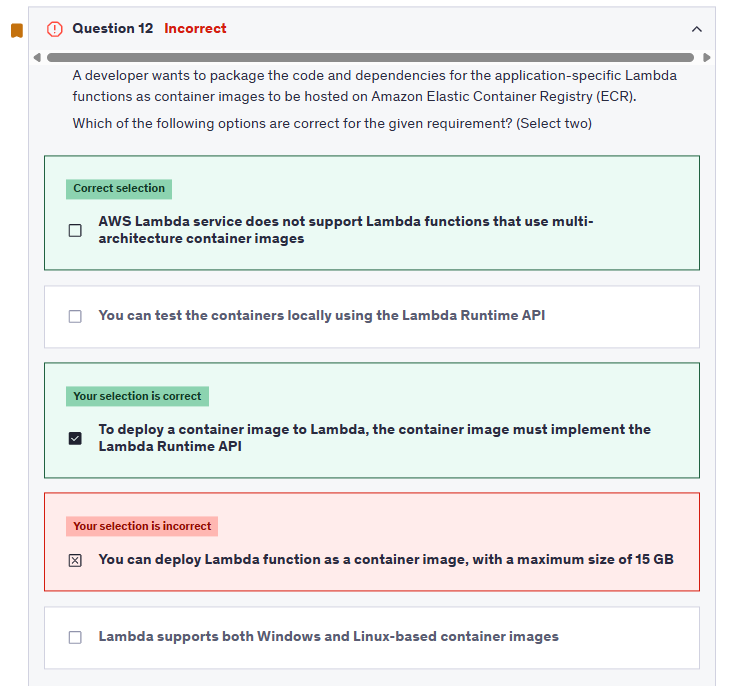 Question 12 Incorrect
A developer wants to package the code and dependencies for the application-specific Lambda
functions as container images to be hosted on Amazon Elastic Container Registry (ECR).
Which of the following options are correct for the given requirement? (Select two)
Correct selection
AWS Lambda service does not support Lambda functions that use multi-
architecture container images
You can test the containers locally using the Lambda Runtime API
Your selection is correct
To deploy a container image to Lambda, the container image must implement the
Lambda Runtime API
Your selection is incorrect
You can deploy Lambda function as a container image, with a maximum size of 15 GB
Lambda supports both Windows and Linux-based container images